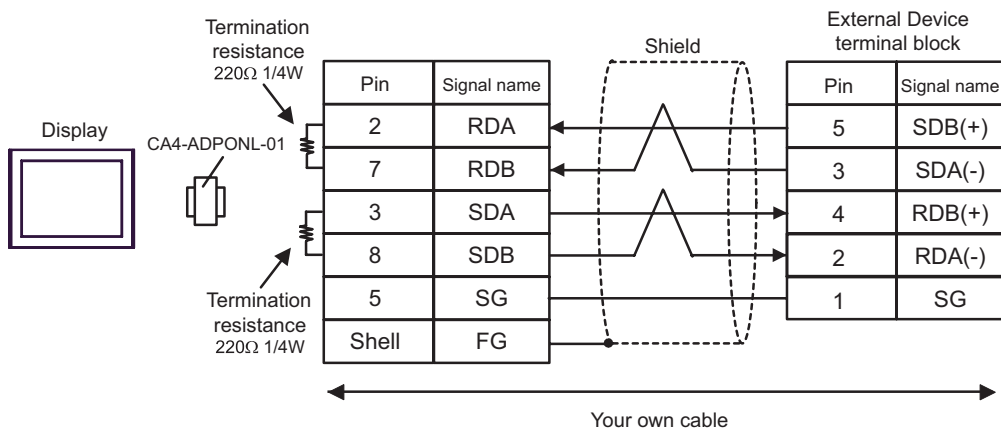 Termination
resistance
220Ω 1/4W
Display
CA4-ADPONL-01
Pin Signal name
2 RDA
7 RDB
3 SDA
8 SDB
5 SG
Shell FG
Termination
resistance
220Ω 1/4W
Shield
External Device
terminal block
Pin Signal name
5 SDB(+)
3 SDA(-)
4 RDB(+)
2 RDA(-)
1 SG
Your own cable